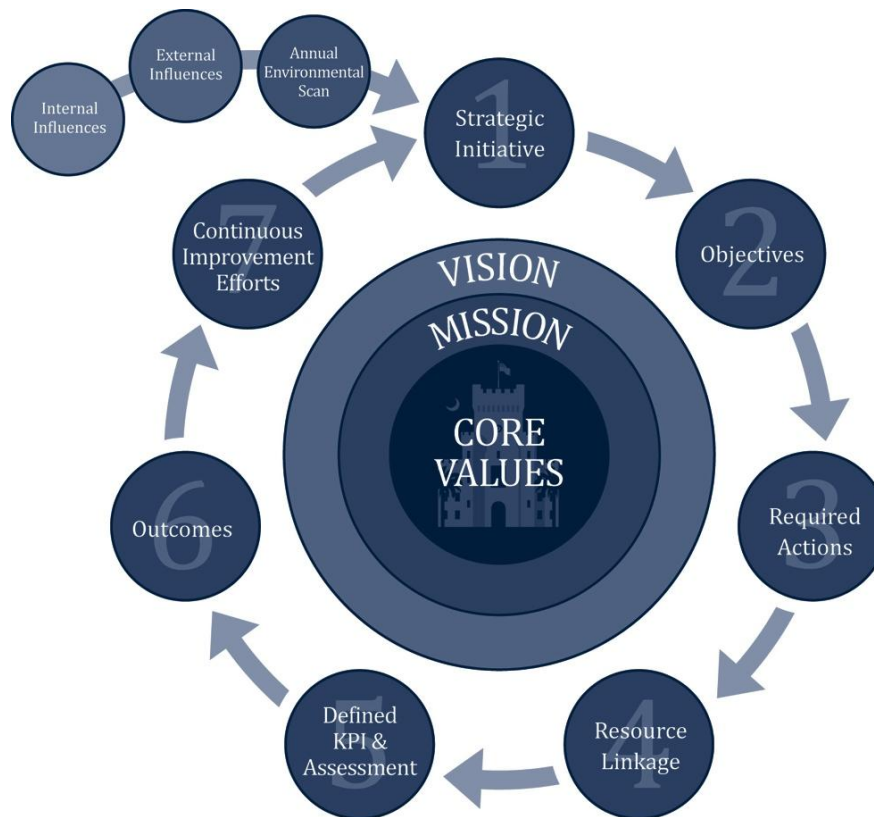 Internal
Influences
External
Influences
Annual
Environmental
Scan
1
Strategic
Initiative
2
Objectives
3
Required
Actions
4
Resource
Linkage
5
Defined
KPI &
Assessment
6
Outcomes
7
Continuous
Improvement
Efforts
VISION
MISSION
CORE
VALUES